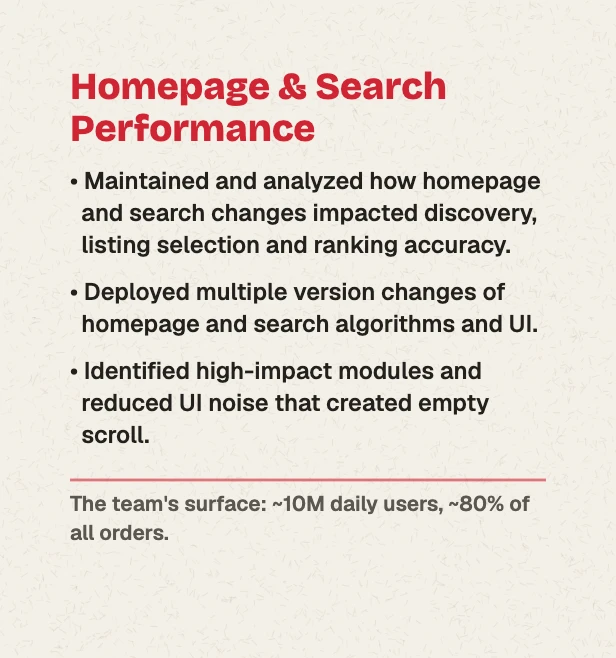 Homepage & Search
Performance
• Maintained and analyzed how homepage
and search changes impacted discovery,
listing selection and ranking accuracy.
• Deployed multiple version changes of
homepage and search algorithms and UI.
• Identified high-impact modules and
reduced UI noise that created empty
scroll.
The team's surface: ~10M daily users, ~80% of
all orders.